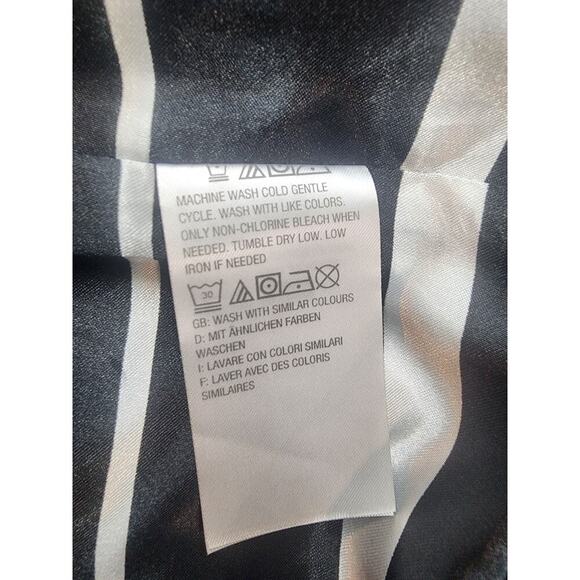 MACHINE WASH COLD GENTLE
CYCLE. WASH WITH LIKE COLORS.
ONLY NON-CHLORINE BLEACH WHEN
NEEDED. TUMBLE DRY LOW. LOW
IRON IF NEEDED
30
GB: WASH WITH SIMILAR COLOURS
D: MIT ÄHNLICHEN FARBEN
WASCHEN
I: LAVARE CON COLORI SIMILARI
F: LAVER AVEC DES COLORIS
SIMILAIRES